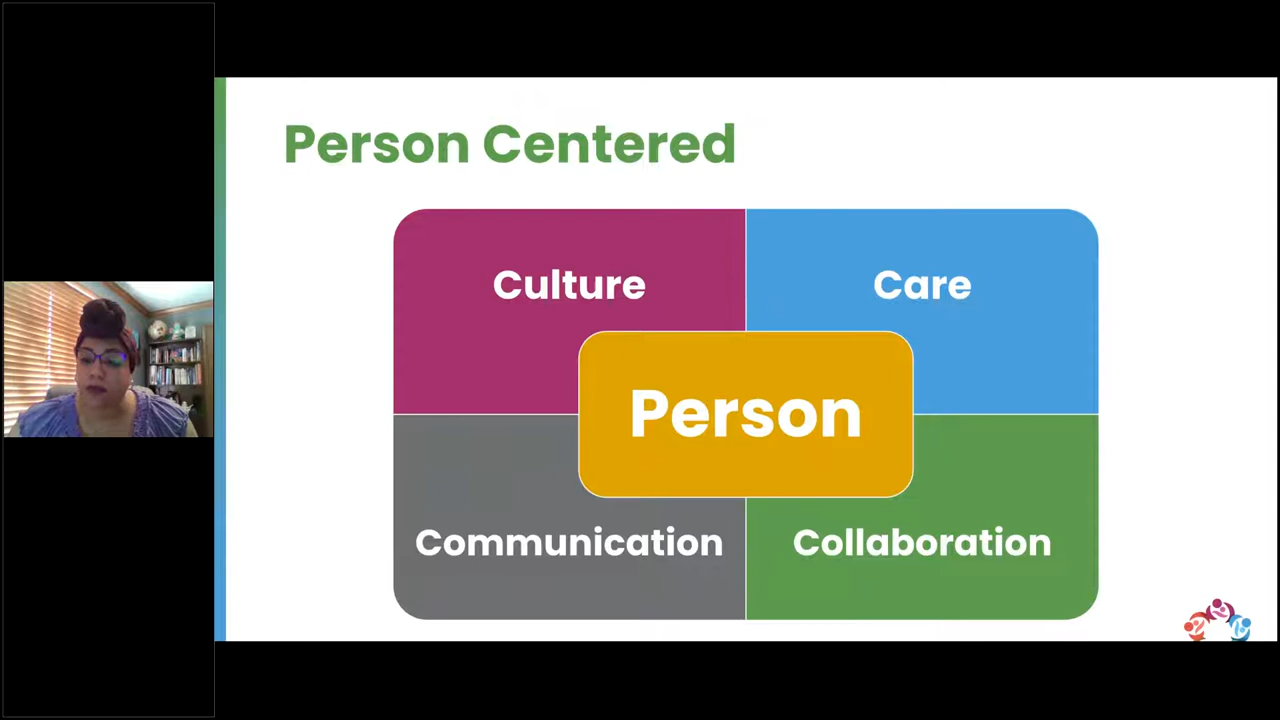 Person Centered
Culture
Care
Person
Communication
Collaboration